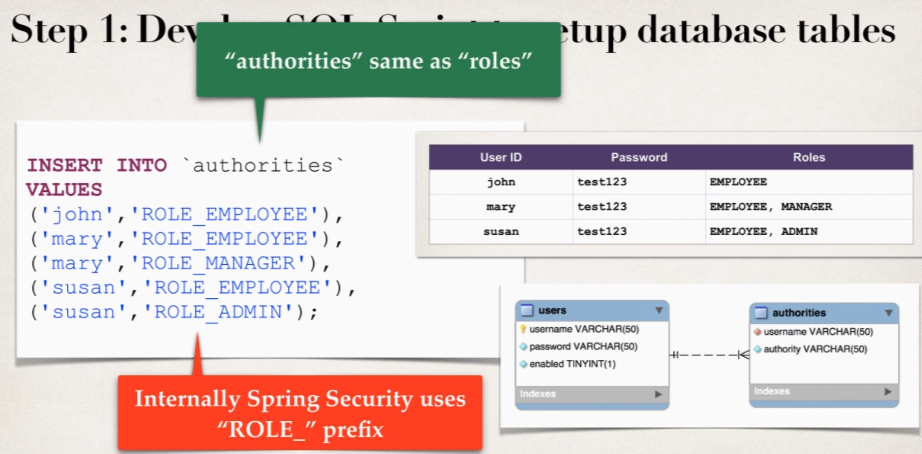 Step 1: Dev etup database tables
“authorities” same as “roles”
INSERT INTO `authorities`
VALUES
('john','ROLE_EMPLOYEE'),
('mary','ROLE_EMPLOYEE'),
('mary','ROLE_MANAGER'),
('susan','ROLE_EMPLOYEE'),
('susan','ROLE_ADMIN');
Internally Spring Security uses
“ROLE_” prefix
User ID Password Roles
john test123 EMPLOYEE
mary test123 EMPLOYEE, MANAGER
susan test123 EMPLOYEE, ADMIN
users
username VARCHAR(50)
password VARCHAR(50)
enabled TINYINT(1)
Indexes
authorities
username VARCHAR(50)
authority VARCHAR(50)
Indexes